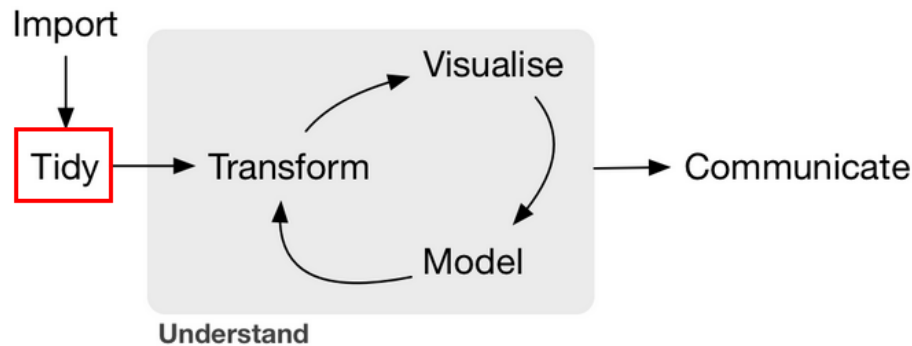 Import
Visualise
Tidy
Transform
Communicate
Model
Understand